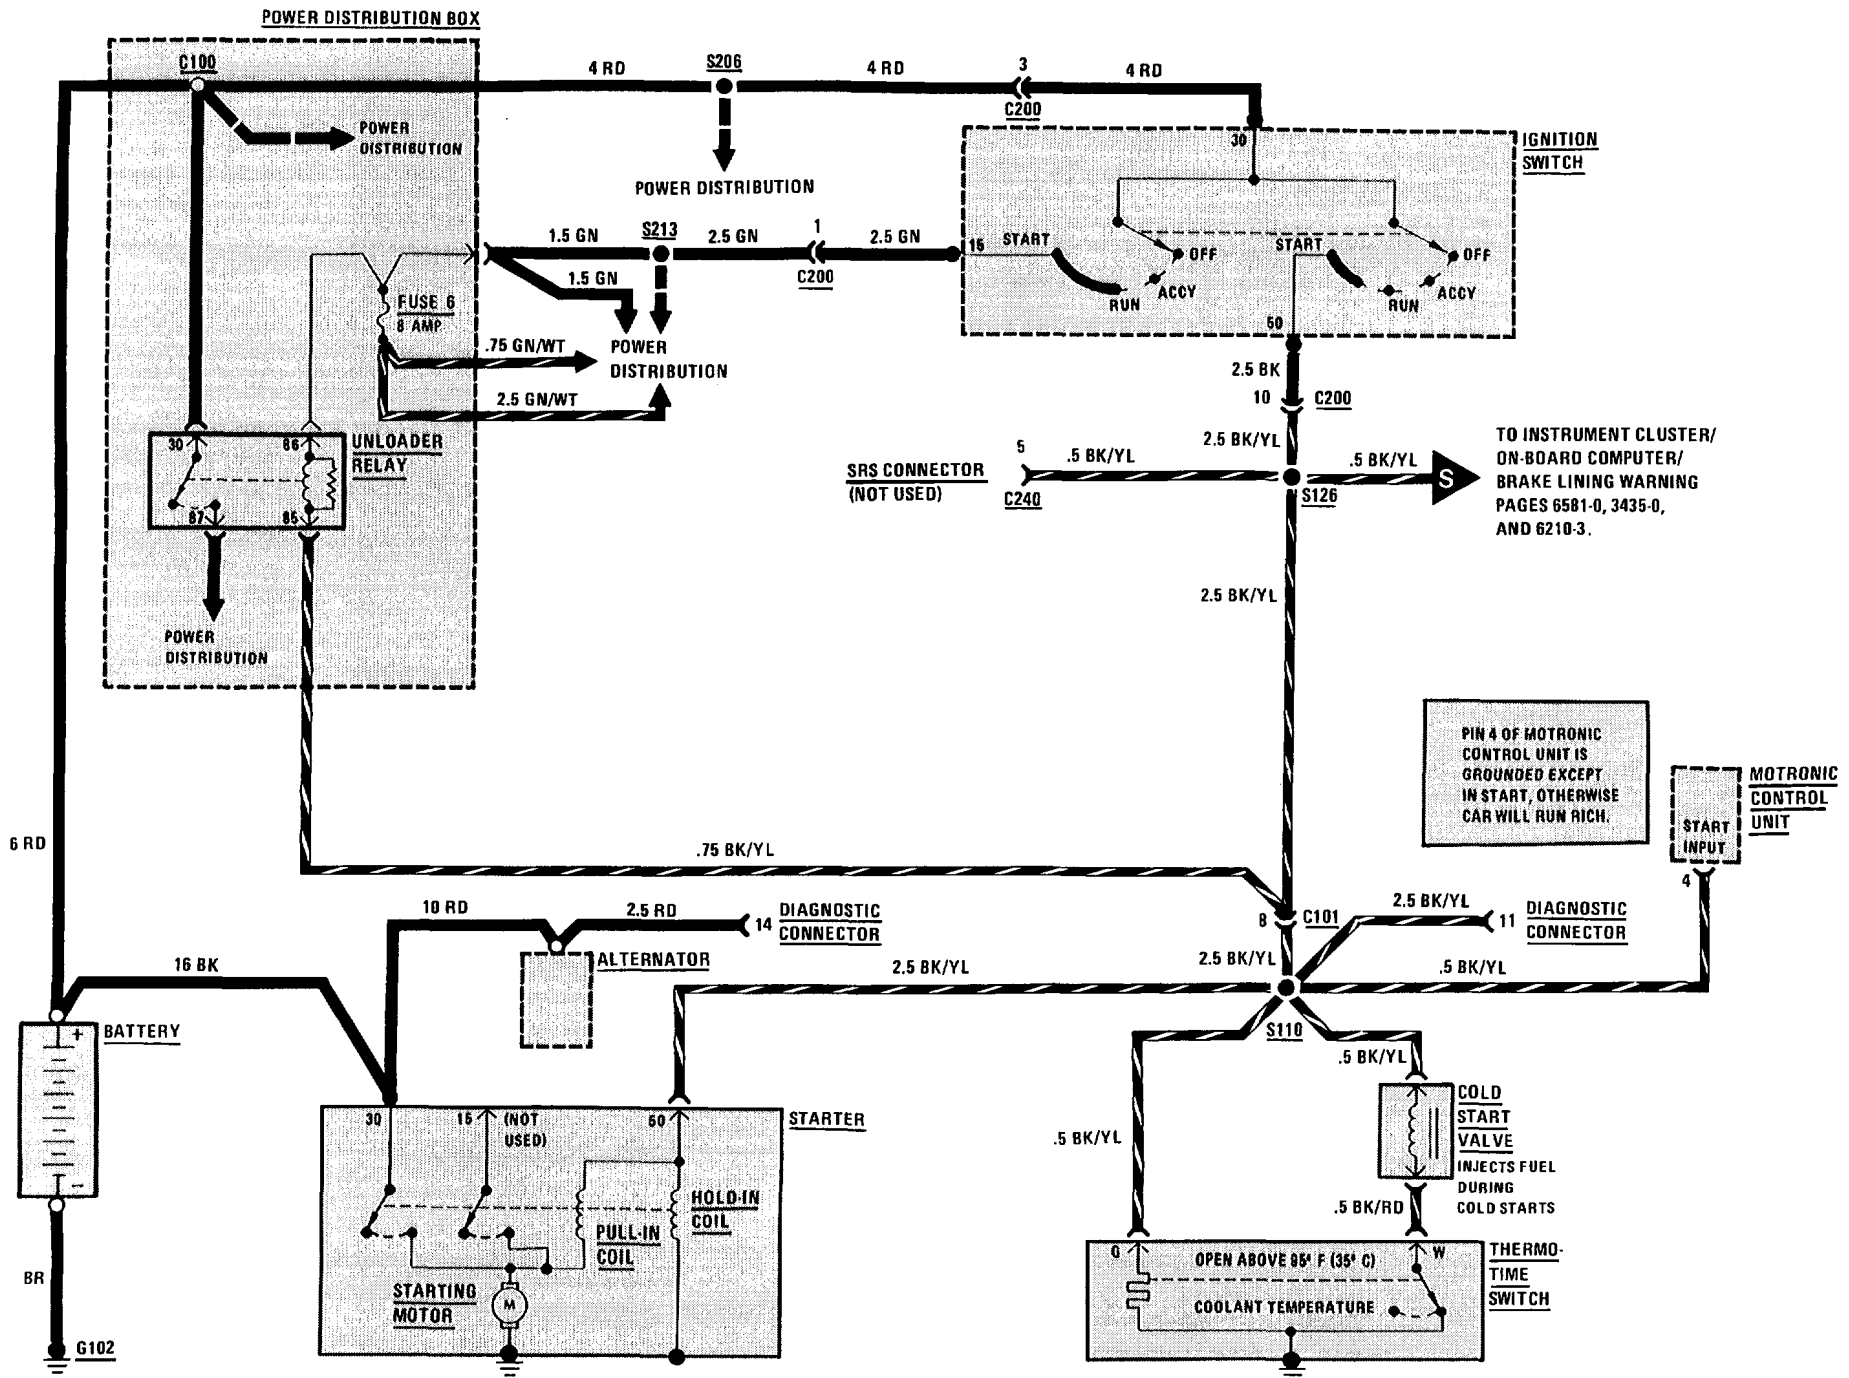 POWER DISTRIBUTION BOX
C100
4 RD
S206
4 RD
3
C200
4 RD
POWER
DISTRIBUTION
POWER DISTRIBUTION
30
IGNITION
SWITCH
1.5 GN
S213
2.5 GN
1
C200
2.5 GN
15
START
OFF
ACCY
RUN
START
OFF
ACCY
RUN
50
1.5 GN
FUSE 6
8 AMP
.75 GN/WT
POWER
DISTRIBUTION
2.5 GN/WT
2.5 BK
10
C200
30
86
UNLOADER
RELAY
87
85
2.5 BK/YL
5
SRS CONNECTOR
(NOT USED)
C240
.5 BK/YL
.5 BK/YL
S
S126
TO INSTRUMENT CLUSTER/
ON-BOARD COMPUTER/
BRAKE LINING WARNING
PAGES 6581-0, 3435-0,
AND 6210-3.
POWER
DISTRIBUTION
2.5 BK/YL
PIN 4 OF MOTRONIC
CONTROL UNIT IS
GROUNDED EXCEPT
IN START, OTHERWISE
CAR WILL RUN RICH.
MOTRONIC
CONTROL
UNIT
START
INPUT
4
6 RD
.75 BK/YL
10 RD
2.5 RD
14
DIAGNOSTIC
CONNECTOR
8
C101
2.5 BK/YL
11
DIAGNOSTIC
CONNECTOR
ALTERNATOR
16 BK
2.5 BK/YL
2.5 BK/YL
.5 BK/YL
S110
BATTERY
+
-
.5 BK/YL
COLD
START
VALVE
INJECTS FUEL
DURING
COLD STARTS
30
15
(NOT
USED)
50
STARTER
.5 BK/YL
.5 BK/RD
HOLD-IN
COIL
PULL-IN
COIL
STARTING
MOTOR
M
BR
G102
G
OPEN ABOVE 95° F (35° C)
W
COOLANT TEMPERATURE
THERMO-
TIME
SWITCH